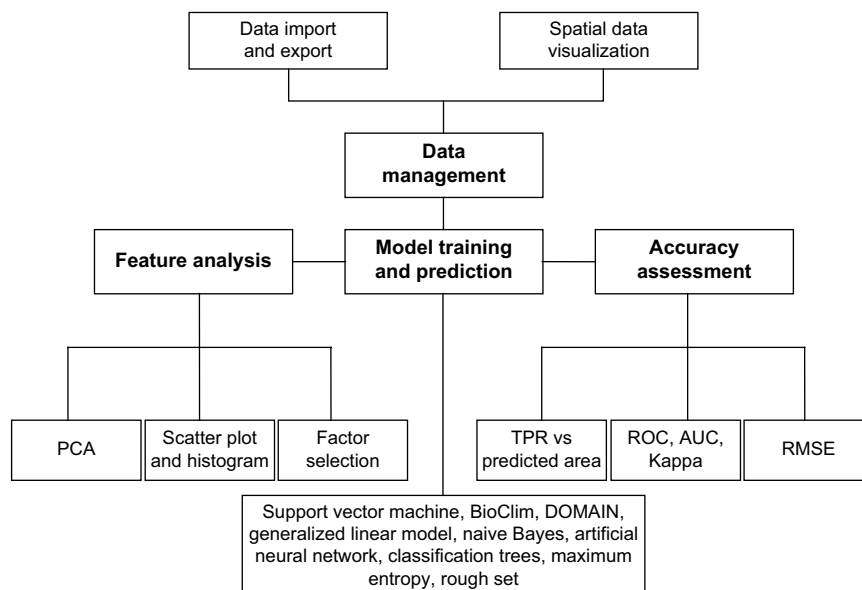 Data import
and export
Spatial data
visualization
Data
management
Feature analysis
Model training
and prediction
Accuracy
assessment
PCA
Scatter plot
and histogram
Factor
selection
TPR vs
predicted area
ROC, AUC,
Kappa
RMSE
Support vector machine, BioClim, DOMAIN,
generalized linear model, naive Bayes, artificial
neural network, classification trees, maximum
entropy, rough set